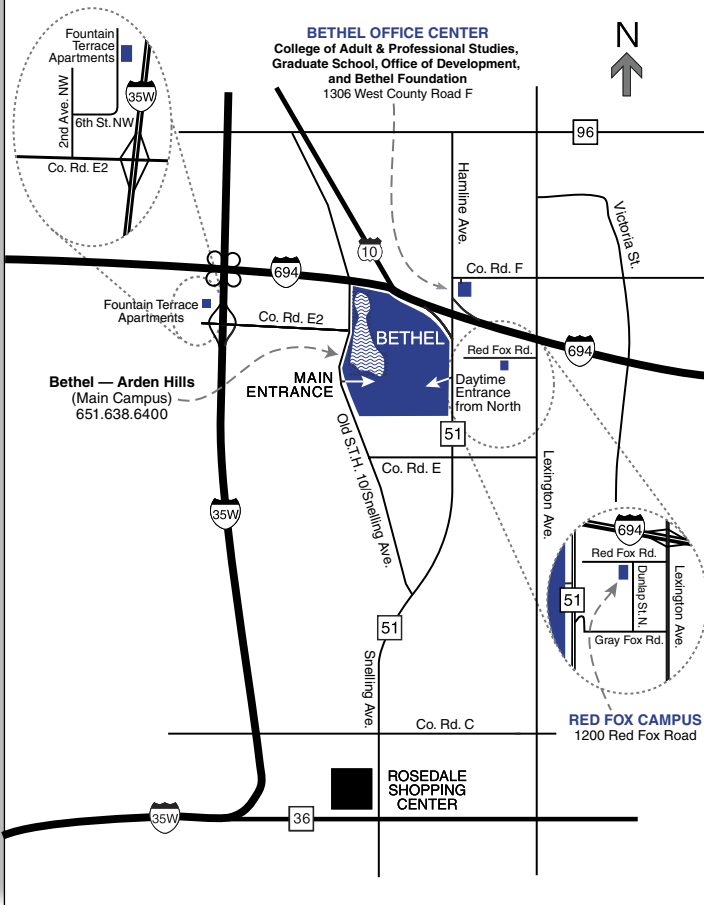 Fountain
Terrace
Apartments
35W
2nd Ave. NW
6th St. NW
Co. Rd. E2
BETHEL OFFICE CENTER
College of Adult & Professional Studies,
Graduate School, Office of Development,
and Bethel Foundation
1306 West County Road F
N
96
Hamline Ave.
Victoria St.
10
694
Co. Rd. F
Fountain Terrace
Apartments
Co. Rd. E2
BETHEL
Red Fox Rd.
694
Bethel — Arden Hills
(Main Campus)
651.638.6400
MAIN
ENTRANCE
Daytime
Entrance
from North
51
Old S.T.H. 10/Snelling Ave.
Co. Rd. E
Lexington Ave.
35W
694
Red Fox Rd.
51
Dunlap St. N.
Lexington Ave.
Gray Fox Rd.
51
Snelling Ave.
RED FOX CAMPUS
1200 Red Fox Road
Co. Rd. C
ROSEDALE
SHOPPING
CENTER
35W
36